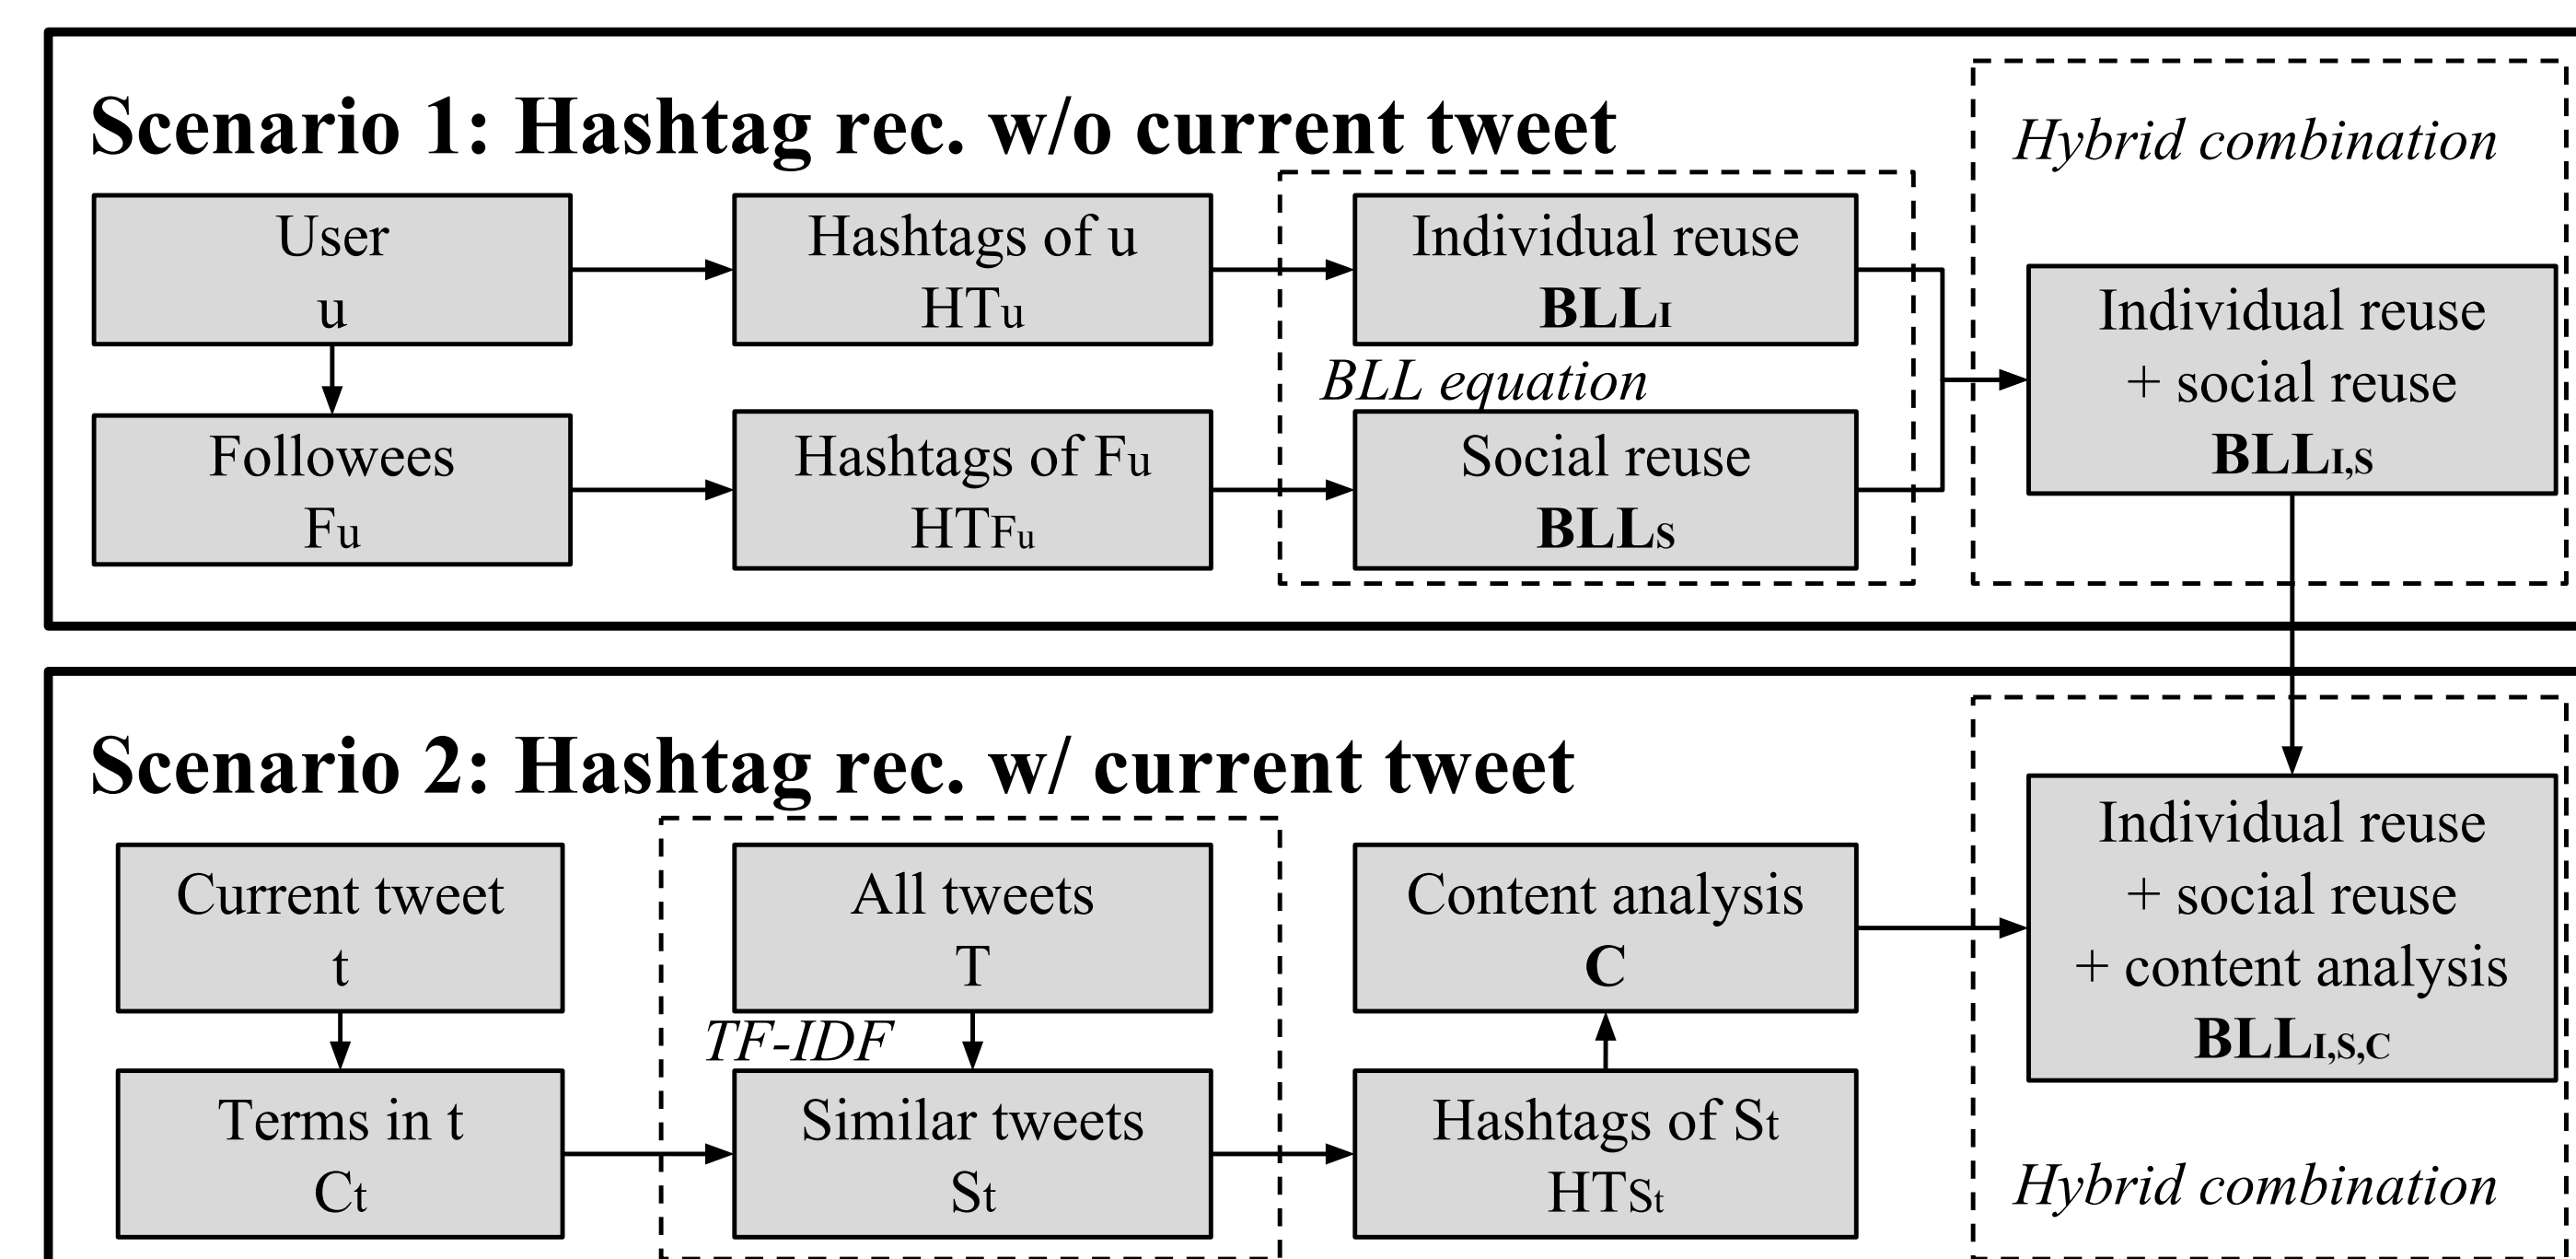 Scenario 1: Hashtag rec. w/o current tweet
Hybrid combination
User
u
Hashtags of u
HTu
Individual reuse
BLLI
BLL equation
Individual reuse
+ social reuse
BLLI,S
Followees
Fu
Hashtags of Fu
HTFu
Social reuse
BLLS
Scenario 2: Hashtag rec. w/ current tweet
Current tweet
t
All tweets
T
Content analysis
C
Individual reuse
+ social reuse
+ content analysis
BLLI,S,C
TF-IDF
Terms in t
Ct
Similar tweets
St
Hashtags of St
HTSt
Hybrid combination